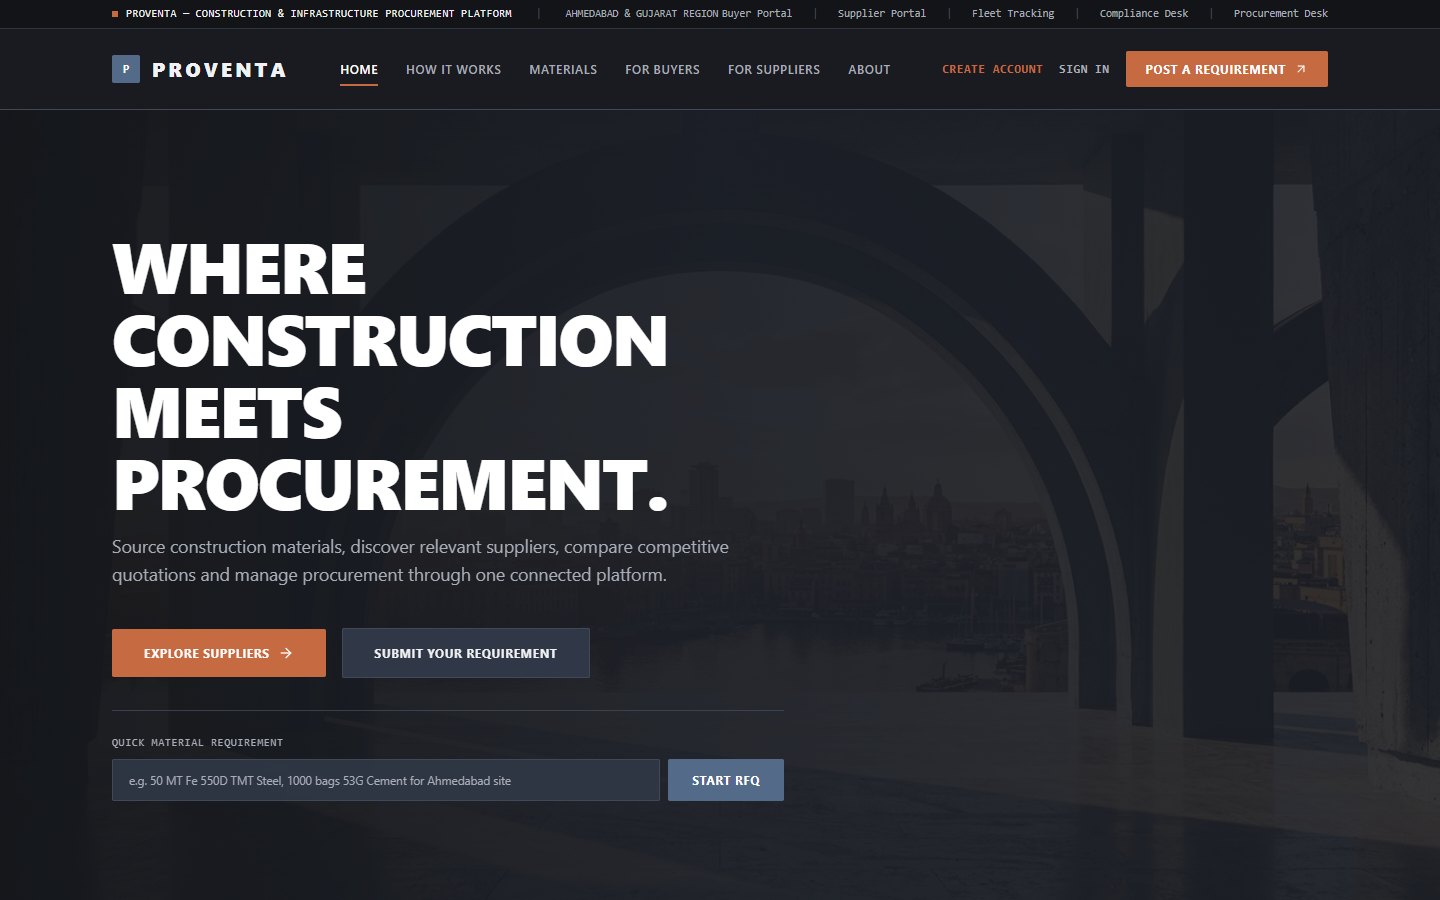 PROVENTA — CONSTRUCTION & INFRASTRUCTURE PROCUREMENT PLATFORM | AHMEDABAD & GUJARAT REGION Buyer Portal | Supplier Portal | Fleet Tracking | Compliance Desk | Procurement Desk
P PROVENTA HOME HOW IT WORKS MATERIALS FOR BUYERS FOR SUPPLIERS ABOUT CREATE ACCOUNT SIGN IN POST A REQUIREMENT
WHERE
CONSTRUCTION
MEETS
PROCUREMENT.
Source construction materials, discover relevant suppliers, compare competitive
quotations and manage procurement through one connected platform.
EXPLORE SUPPLIERS SUBMIT YOUR REQUIREMENT
QUICK MATERIAL REQUIREMENT
e.g. 50 MT Fe 550D TMT Steel, 1000 bags 53G Cement for Ahmedabad site START RFQ